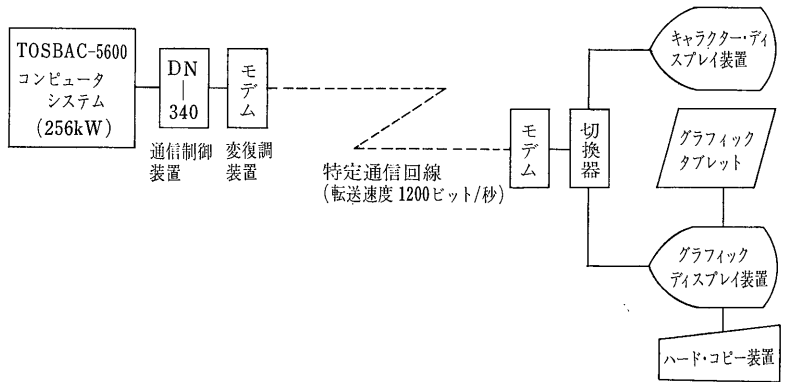 TOSBAC-5600
コンピュータ
システム
(256kW)
DN
|
340
通信制御
装置
モデム
変復調
装置
特定通信回線
(転送速度 1200ビット/秒)
モデム
切換器
キャラクター・ディ
スプレイ装置
グラフィック
タブレット
グラフィック
ディスプレイ装置
ハード・コピー装置